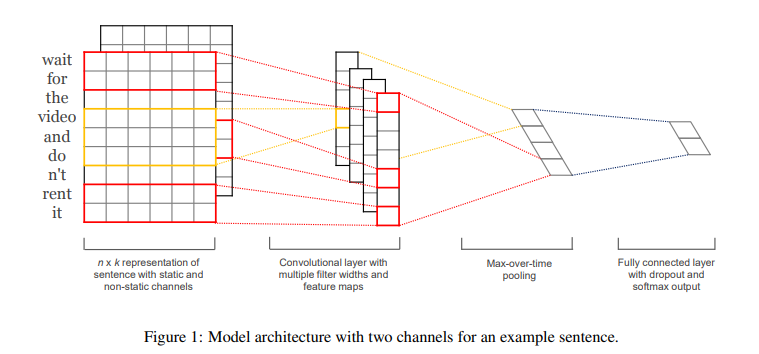 wait
for
the
video
and
do
n't
rent
it
n x k representation of
sentence with static and
non-static channels
Convolutional layer with
multiple filter widths and
feature maps
Max-over-time
pooling
Fully connected layer
with dropout and
softmax output
Figure 1: Model architecture with two channels for an example sentence.